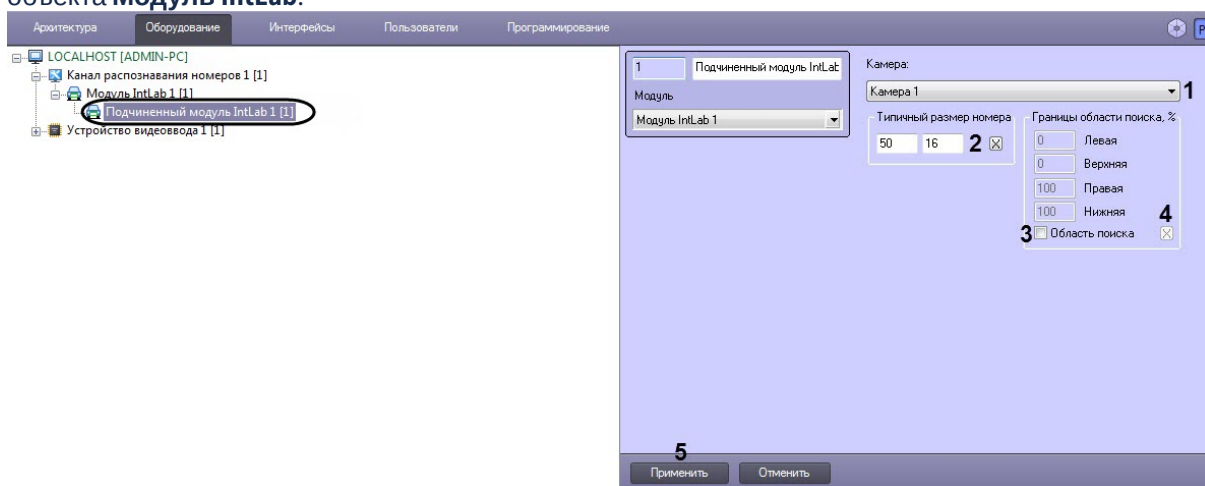 объекта Модуль IntLab.
Архитектура Оборудование Интерфейсы Пользователи Программирование
LOCALHOST [ADMIN-PC]
Канал распознавания номеров 1 [1]
Модуль IntLab 1 [1]
Подчиненный модуль IntLab 1 [1]
Устройство видеоввода 1 [1]
1 Подчиненный модуль IntLab
Модуль
Модуль IntLab 1
Камера:
Камера 1 1
Типичный размер номера
50 16 2
Границы области поиска, %
0 Левая
0 Верхняя
100 Правая
100 Нижняя 4
3 Область поиска
5
Применить Отменить